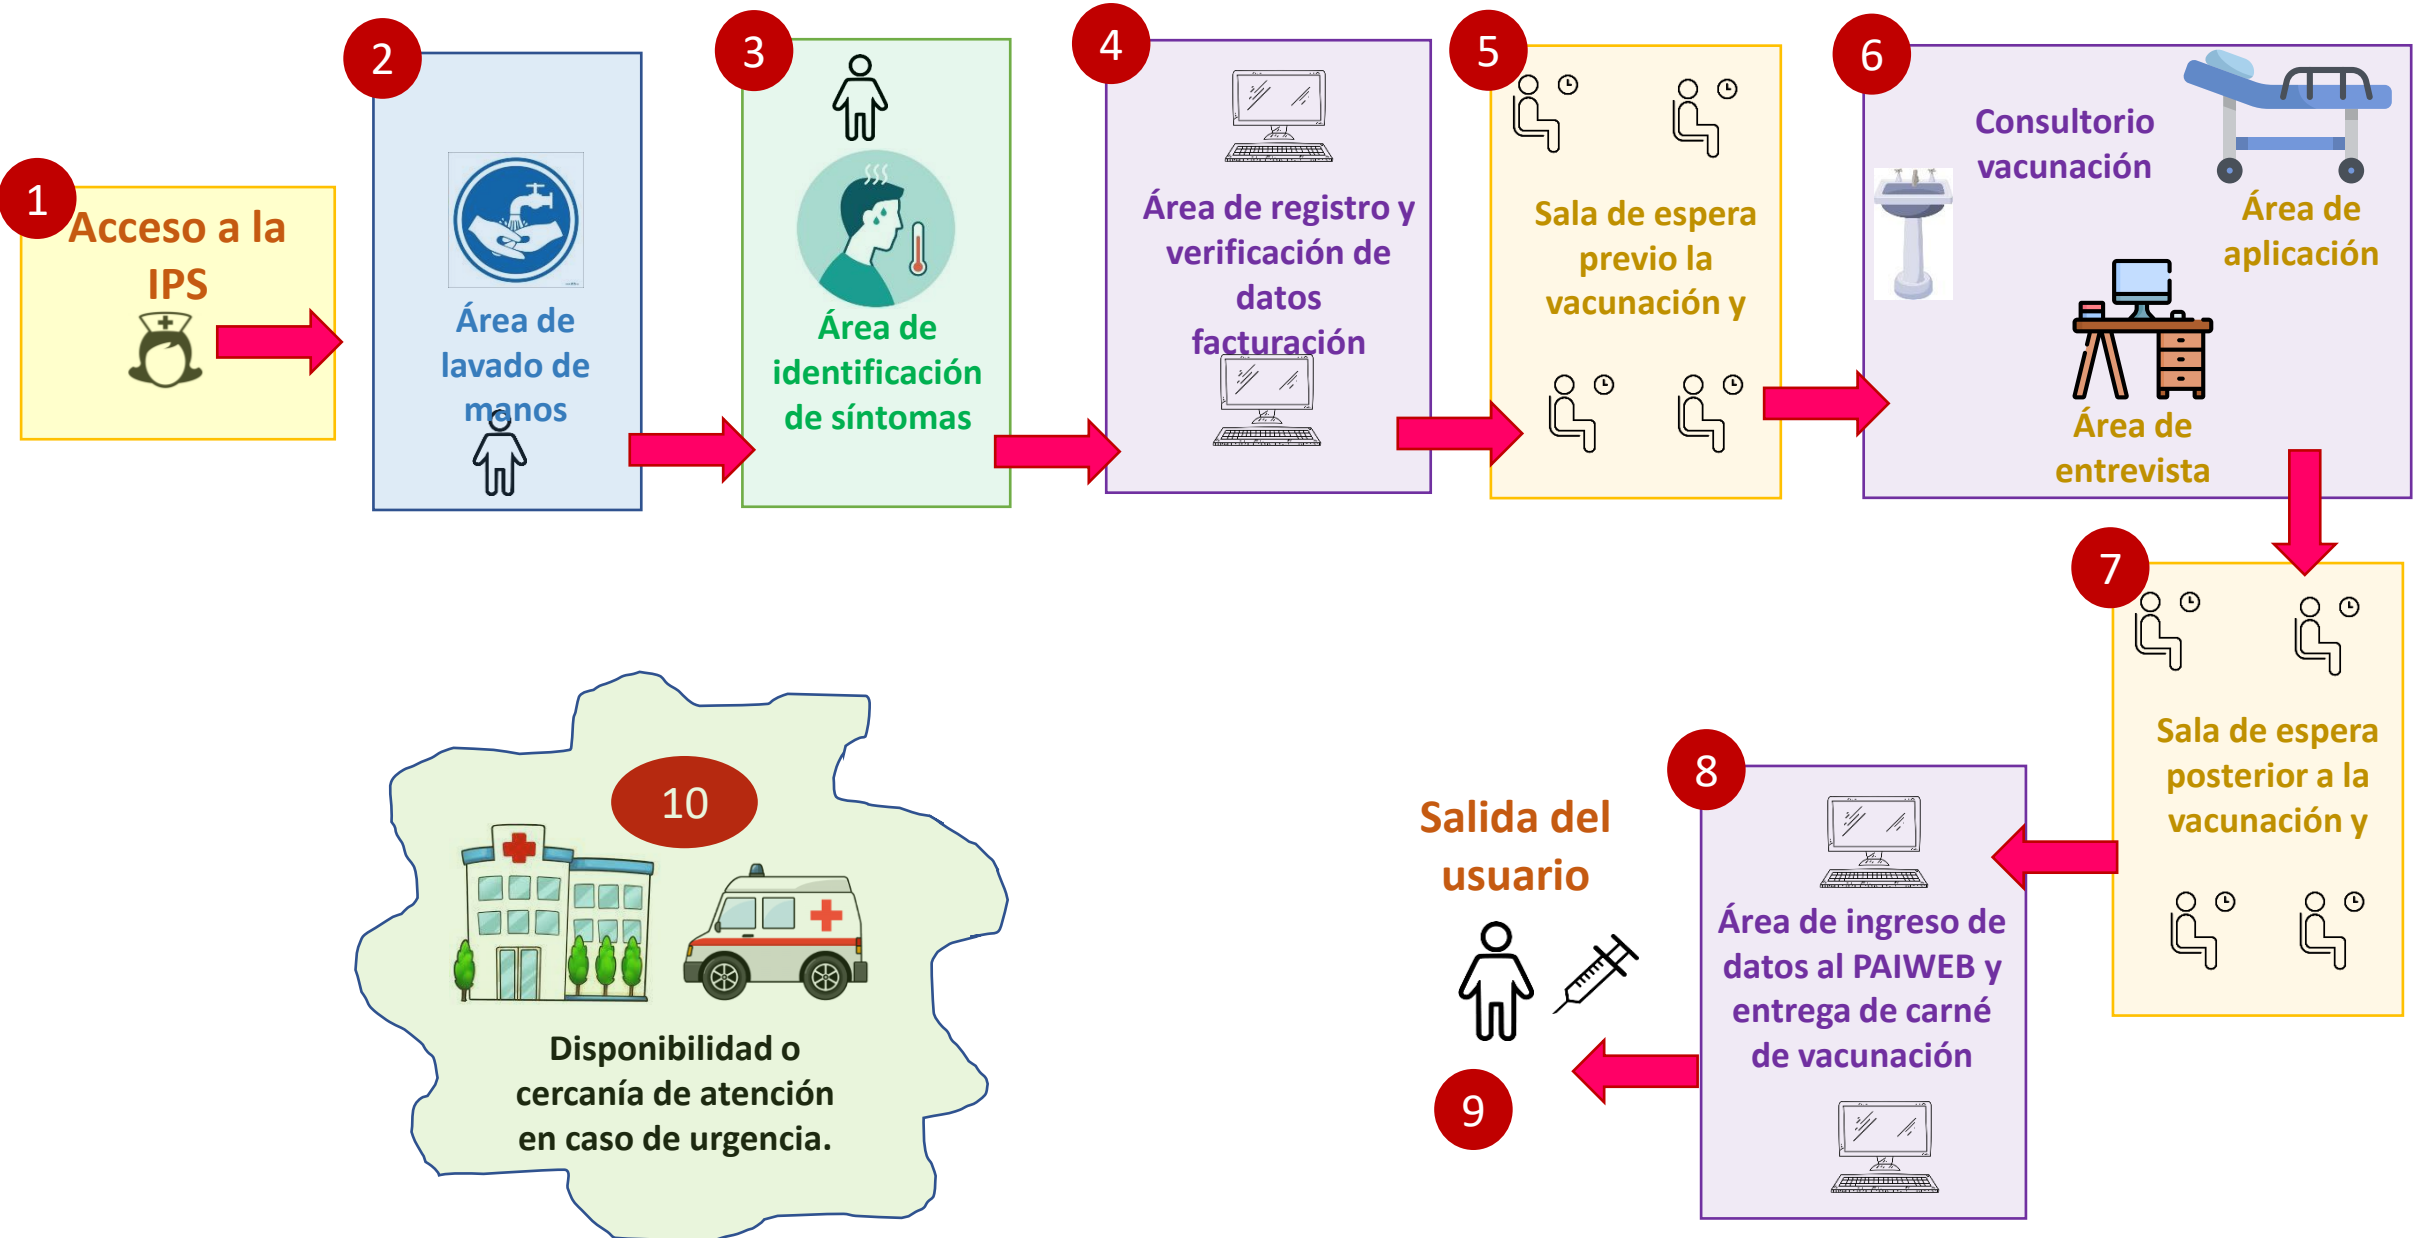 1
Acceso a la
IPS
2
Área de
lavado de
manos
3
Área de
identificación
de síntomas
4
Área de registro y
verificación de
datos
facturación
5
Sala de espera
previo la
vacunación y
6
Consultorio
vacunación
Área de
aplicación
Área de
entrevista
7
Sala de espera
posterior a la
vacunación y
8
Área de ingreso de
datos al PAIWEB y
entrega de carné
de vacunación
Salida del
usuario
9
10
Disponibilidad o
cercanía de atención
en caso de urgencia.